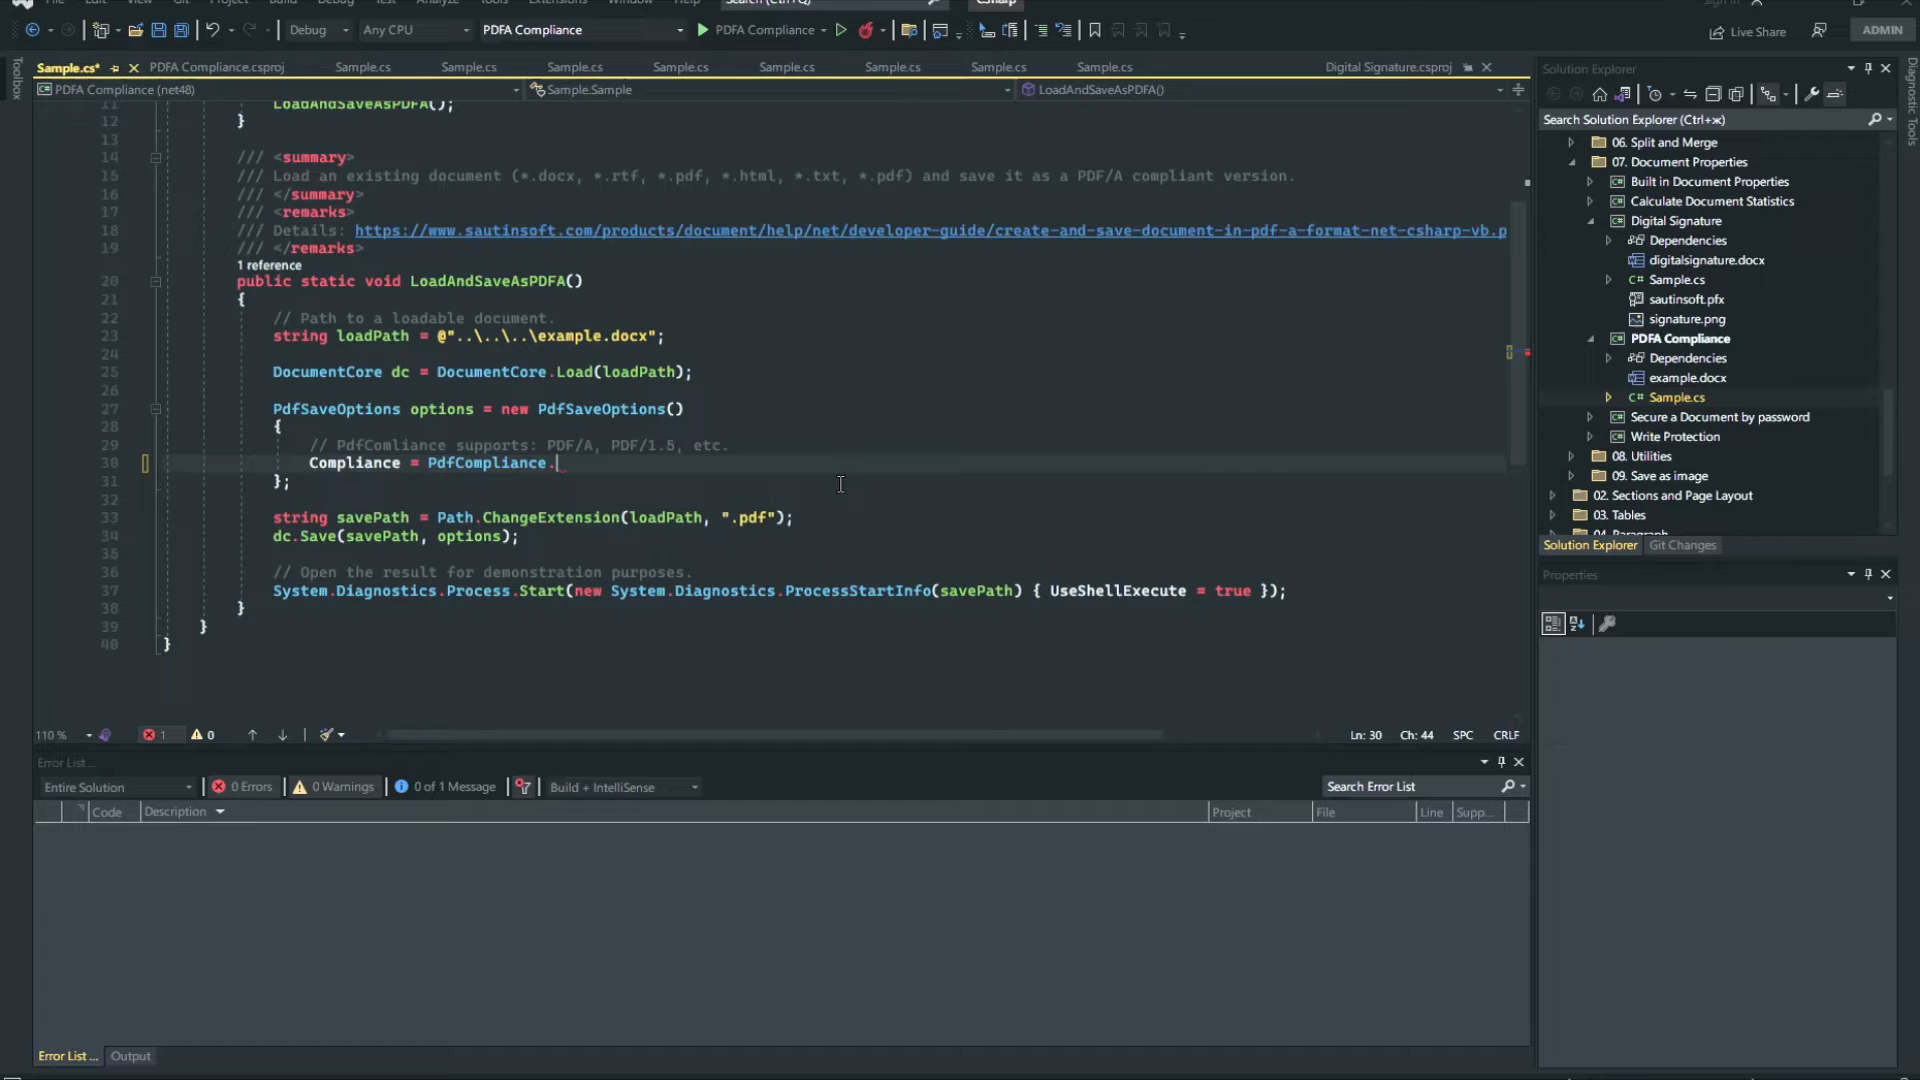 Debug
Any CPU
PDFA Compliance
PDFA Compliance
Live Share
ADMIN
Toolbox
Sample.cs*
PDFA Compliance.csproj
Sample.cs
Sample.cs
Sample.cs
Sample.cs
Sample.cs
Sample.cs
Sample.cs
Sample.cs
Digital Signature.csproj
PDFA Compliance (net48)
Sample.Sample
LoadAndSaveAsPDFA()
11 LoadAndSaveAsPDFA();
12 }
13
14 /// <summary>
15 /// Load an existing document (*.docx, *.rtf, *.pdf, *.html, *.txt, *.pdf) and save it as a PDF/A compliant version.
16 /// </summary>
17 /// <remarks>
18 /// Details: https://www.sautinsoft.com/products/document/help/net/developer-guide/create-and-save-document-in-pdf-a-format-net-csharp-vb.p
19 /// </remarks>
1 reference
20 public static void LoadAndSaveAsPDFA()
21 {
22 // Path to a loadable document.
23 string loadPath = @"..\..\..\example.docx";
24
25 DocumentCore dc = DocumentCore.Load(loadPath);
26
27 PdfSaveOptions options = new PdfSaveOptions()
28 {
29 // PdfComliance supports: PDF/A, PDF/1.5, etc.
30 Compliance = PdfCompliance.
31 };
32
33 string savePath = Path.ChangeExtension(loadPath, ".pdf");
34 dc.Save(savePath, options);
35
36 // Open the result for demonstration purposes.
37 System.Diagnostics.Process.Start(new System.Diagnostics.ProcessStartInfo(savePath) { UseShellExecute = true });
38 }
39 }
40 }
110 %
1
0
Ln: 30
Ch: 44
SPC
CRLF
Error List ...
Entire Solution
0 Errors
0 Warnings
0 of 1 Message
Build + IntelliSense
Search Error List
Code
Description
Project
File
Line
Supp...
Error List ...
Output
Solution Explorer
Search Solution Explorer (Ctrl+ж)
06. Split and Merge
07. Document Properties
Built in Document Properties
Calculate Document Statistics
Digital Signature
Dependencies
digitalsignature.docx
Sample.cs
sautinsoft.pfx
signature.png
PDFA Compliance
Dependencies
example.docx
Sample.cs
Secure a Document by password
Write Protection
08. Utilities
09. Save as image
02. Sections and Page Layout
03. Tables
04. Paragraph
Solution Explorer
Git Changes
Properties
Diagnostic Tools